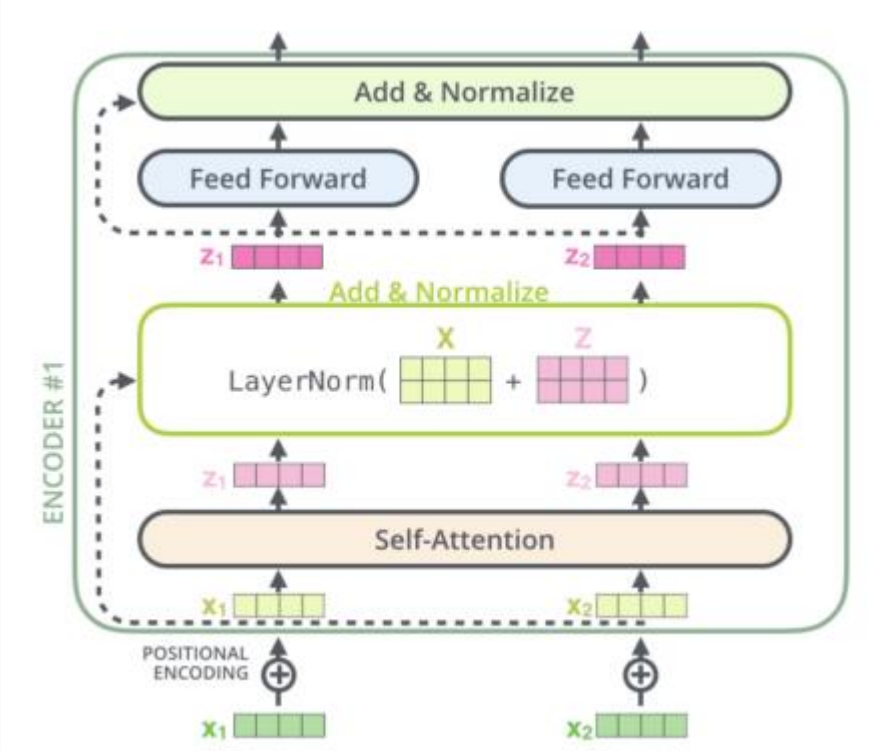 Add & Normalize
Feed Forward Feed Forward
z1 z2
Add & Normalize
X Z
LayerNorm( + )
ENCODER #1
z1 z2
Self-Attention
x1 x2
POSITIONAL
ENCODING
x1 x2